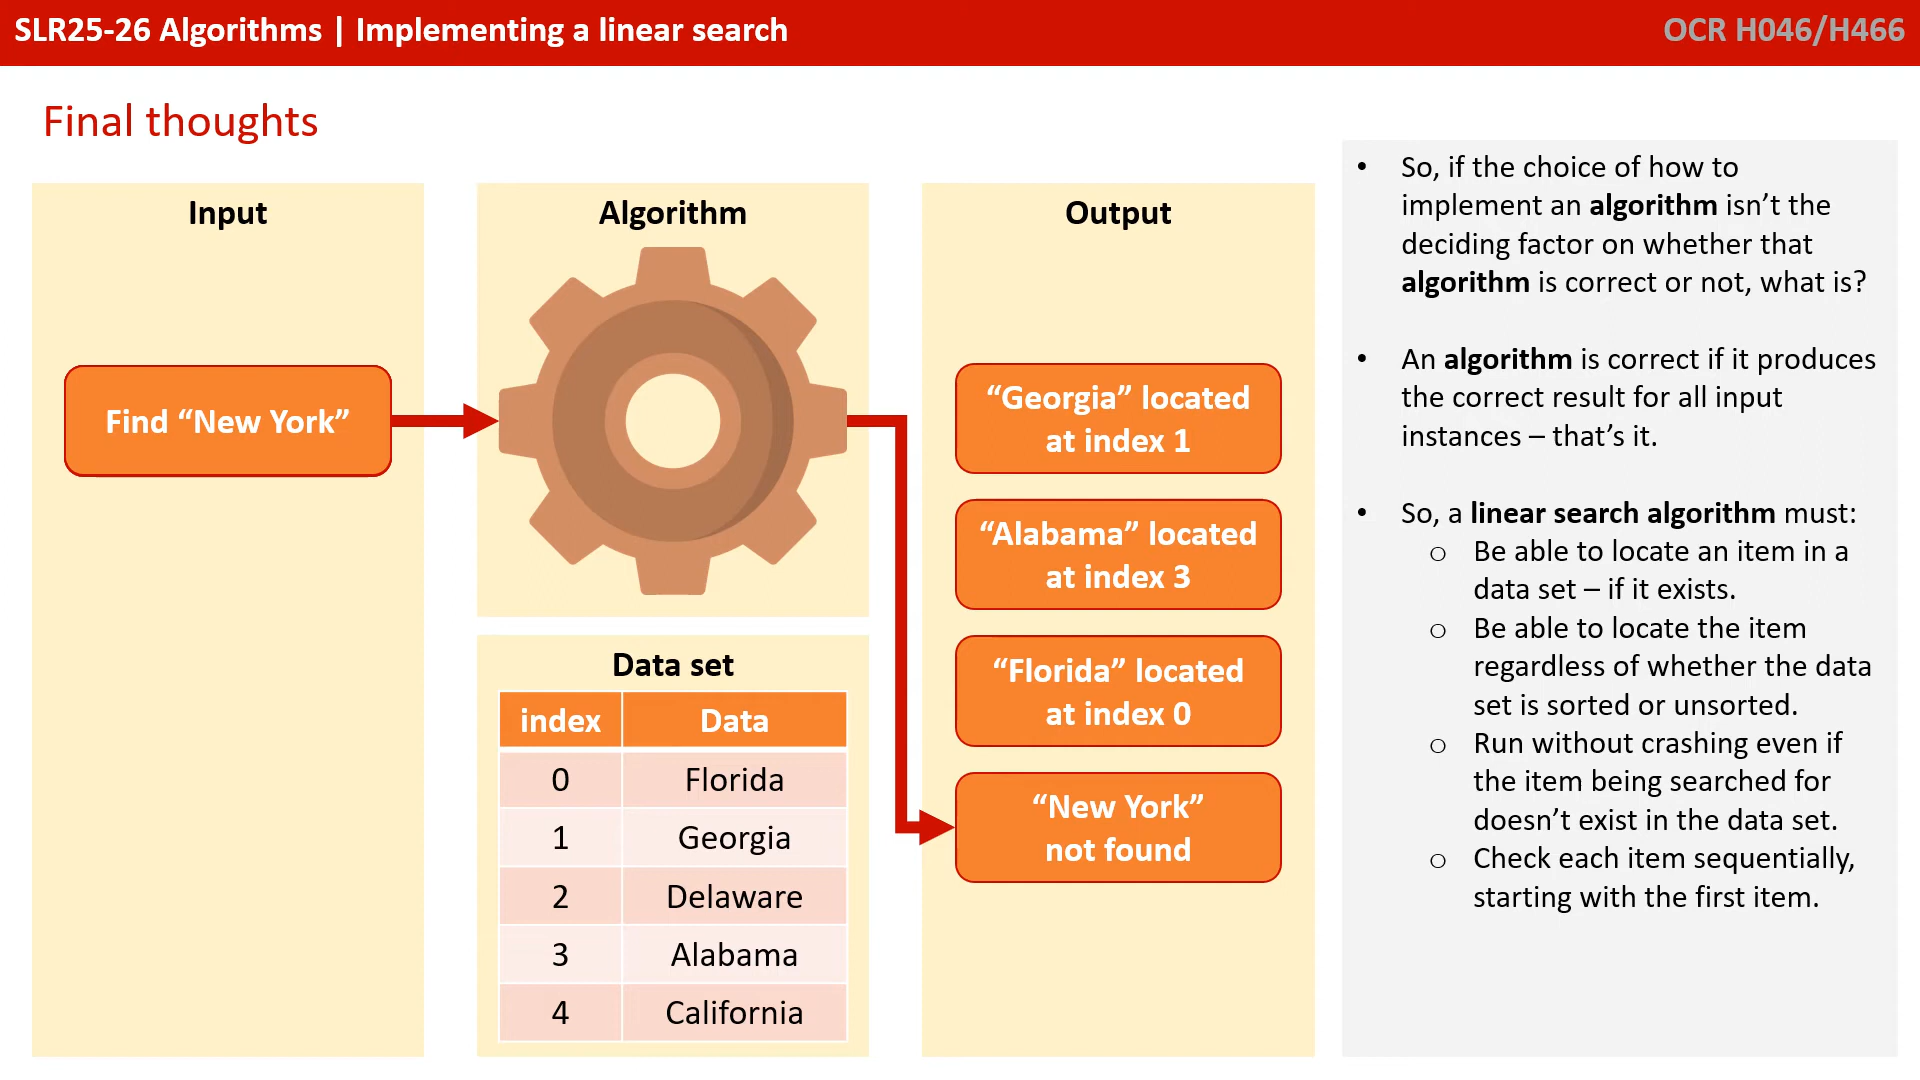 SLR25-26 Algorithms | Implementing a linear search
OCR H046/H466
Final thoughts
Input
Find “New York”
Algorithm
Data set
index Data
0 Florida
1 Georgia
2 Delaware
3 Alabama
4 California
Output
“Georgia” located
at index 1
“Alabama” located
at index 3
“Florida” located
at index 0
“New York”
not found
• So, if the choice of how to
implement an algorithm isn’t the
deciding factor on whether that
algorithm is correct or not, what is?
• An algorithm is correct if it produces
the correct result for all input
instances – that’s it.
• So, a linear search algorithm must:
o Be able to locate an item in a
data set – if it exists.
o Be able to locate the item
regardless of whether the data
set is sorted or unsorted.
o Run without crashing even if
the item being searched for
doesn’t exist in the data set.
o Check each item sequentially,
starting with the first item.